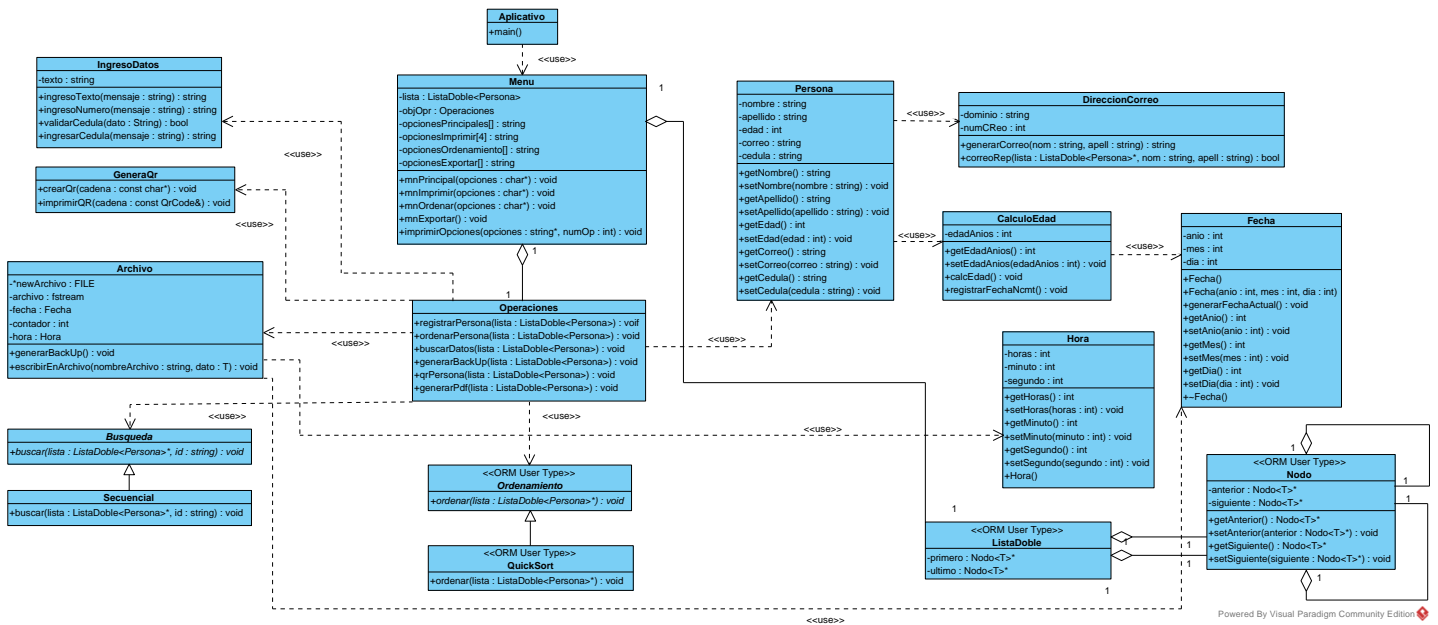 Aplicativo
+main()
<<use>>
IngresoDatos
-texto : string
+ingresoTexto(mensaje : string) : string
+ingresoNumero(mensaje : string) : string
+validarCedula(dato : String) : bool
+ingresarCedula(mensaje : string) : string
<<use>>
GeneraQr
+crearQr(cadena : const char*) : void
+imprimirQR(cadena : const QrCode&) : void
<<use>>
Menu
-lista : ListaDoble<Persona>
-objOpr : Operaciones
-opcionesPrincipales[] : string
-opcionesImprimir[4] : string
-opcionesOrdenamiento[] : string
-opcionesExportar[] : string
+mnPrincipal(opciones : char*) : void
+mnImprimir(opciones : char*) : void
+mnOrdenar(opciones : char*) : void
+mnExportar() : void
+imprimirOpciones(opciones : string*, numOp : int) : void
1
1
1
Persona
-nombre : string
-apellido : string
-edad : int
-correo : string
-cedula : string
+getNombre() : string
+setNombre(nombre : string) : void
+getApellido() : string
+setApellido(apellido : string) : void
+getEdad() : int
+setEdad(edad : int) : void
+getCorreo() : string
+setCorreo(correo : string) : void
+getCedula() : string
+setCedula(cedula : string) : void
<<use>>
DireccionCorreo
-dominio : string
-numCReo : int
+generarCorreo(nom : string, apell : string) : string
+correoRep(lista : ListaDoble<Persona>*, nom : string, apell : string) : bool
<<use>>
CalculoEdad
-edadAnios : int
+getEdadAnios() : int
+setEdadAnios(edadAnios : int) : void
+calcEdad() : void
+registrarFechaNcmt() : void
<<use>>
Fecha
-anio : int
-mes : int
-dia : int
+Fecha()
+Fecha(anio : int, mes : int, dia : int)
+generarFechaActual() : void
+getAnio() : int
+setAnio(anio : int) : void
+getMes() : int
+setMes(mes : int) : void
+getDia() : int
+setDia(dia : int) : void
+~Fecha()
Archivo
-*newArchivo : FILE
-archivo : fstream
-fecha : Fecha
-contador : int
-hora : Hora
+generarBackUp() : void
+escribirEnArchivo(nombreArchivo : string, dato : T) : void
<<use>>
Operaciones
+registrarPersona(lista : ListaDoble<Persona>) : voif
+ordenarPersona(lista : ListaDoble<Persona>) : void
+buscarDatos(lista : ListaDoble<Persona>) : void
+generarBackUp(lista : ListaDoble<Persona>) : void
+qrPersona(lista : ListaDoble<Persona>) : void
+generarPdf(lista : ListaDoble<Persona>) : void
<<use>>
Hora
-horas : int
-minuto : int
-segundo : int
+getHoras() : int
+setHoras(horas : int) : void
+getMinuto() : int
+setMinuto(minuto : int) : void
+getSegundo() : int
+setSegundo(segundo : int) : void
+Hora()
<<use>>
<<use>>
<<use>>
Busqueda
+buscar(lista : ListaDoble<Persona>*, id : string) : void
Secuencial
+buscar(lista : ListaDoble<Persona>*, id : string) : void
<<ORM User Type>>
Ordenamiento
+ordenar(lista : ListaDoble<Persona>*) : void
<<ORM User Type>>
QuickSort
+ordenar(lista : ListaDoble<Persona>*) : void
1
<<ORM User Type>>
ListaDoble
-primero : Nodo<T>*
-ultimo : Nodo<T>*
1
1
1
1
1
<<ORM User Type>>
Nodo
-anterior : Nodo<T>*
-siguiente : Nodo<T>*
+getAnterior() : Nodo<T>*
+setAnterior(anterior : Nodo<T>*) : void
+getSiguiente() : Nodo<T>*
+setSiguiente(siguiente : Nodo<T>*) : void
1
1
1
<<use>>
Powered By Visual Paradigm Community Edition